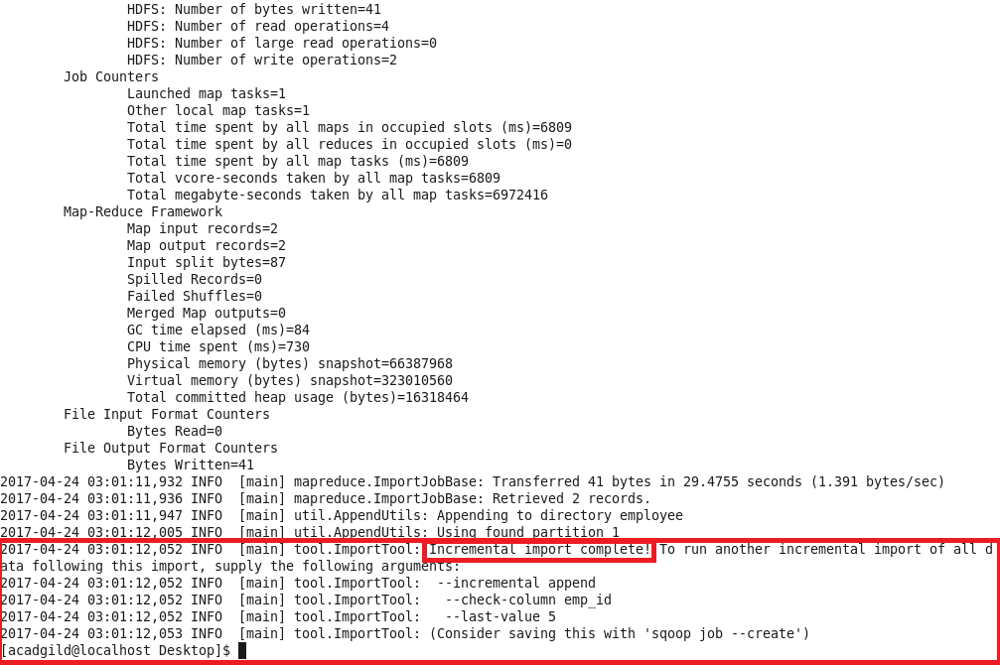 HDFS: Number of bytes written=41
HDFS: Number of read operations=4
HDFS: Number of large read operations=0
HDFS: Number of write operations=2
Job Counters
Launched map tasks=1
Other local map tasks=1
Total time spent by all maps in occupied slots (ms)=6809
Total time spent by all reduces in occupied slots (ms)=0
Total time spent by all map tasks (ms)=6809
Total vcore-seconds taken by all map tasks=6809
Total megabyte-seconds taken by all map tasks=6972416
Map-Reduce Framework
Map input records=2
Map output records=2
Input split bytes=87
Spilled Records=0
Failed Shuffles=0
Merged Map outputs=0
GC time elapsed (ms)=84
CPU time spent (ms)=730
Physical memory (bytes) snapshot=66387968
Virtual memory (bytes) snapshot=323010560
Total committed heap usage (bytes)=16318464
File Input Format Counters
Bytes Read=0
File Output Format Counters
Bytes Written=41
2017-04-24 03:01:11,932 INFO  [main] mapreduce.ImportJobBase: Transferred 41 bytes in 29.4755 seconds (1.391 bytes/sec)
2017-04-24 03:01:11,936 INFO  [main] mapreduce.ImportJobBase: Retrieved 2 records.
2017-04-24 03:01:11,947 INFO  [main] util.AppendUtils: Appending to directory employee
2017-04-24 03:01:12,005 INFO  [main] util.AppendUtils: Using found partition 1
2017-04-24 03:01:12,052 INFO  [main] tool.ImportTool: Incremental import complete! To run another incremental import of all d
ata following this import, supply the following arguments:
2017-04-24 03:01:12,052 INFO  [main] tool.ImportTool:  --incremental append
2017-04-24 03:01:12,052 INFO  [main] tool.ImportTool:   --check-column emp_id
2017-04-24 03:01:12,052 INFO  [main] tool.ImportTool:   --last-value 5
2017-04-24 03:01:12,053 INFO  [main] tool.ImportTool: (Consider saving this with 'sqoop job --create')
[acadgild@localhost Desktop]$